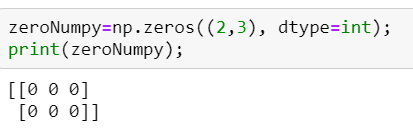 zeroNumpy=np.zeros((2,3), dtype=int);
print(zeroNumpy);
[[0 0 0]
 [0 0 0]]